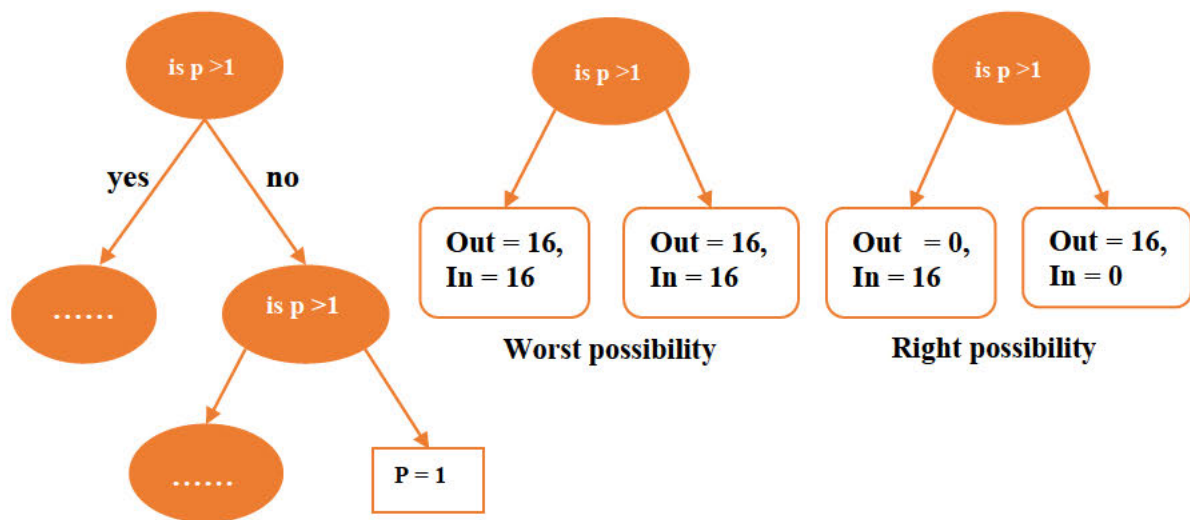 is p >1
yes
no
......
is p >1
......
P = 1
is p >1
Out = 16,
In = 16
Out = 16,
In = 16
Worst possibility
is p >1
Out = 0,
In = 16
Out = 16,
In = 0
Right possibility